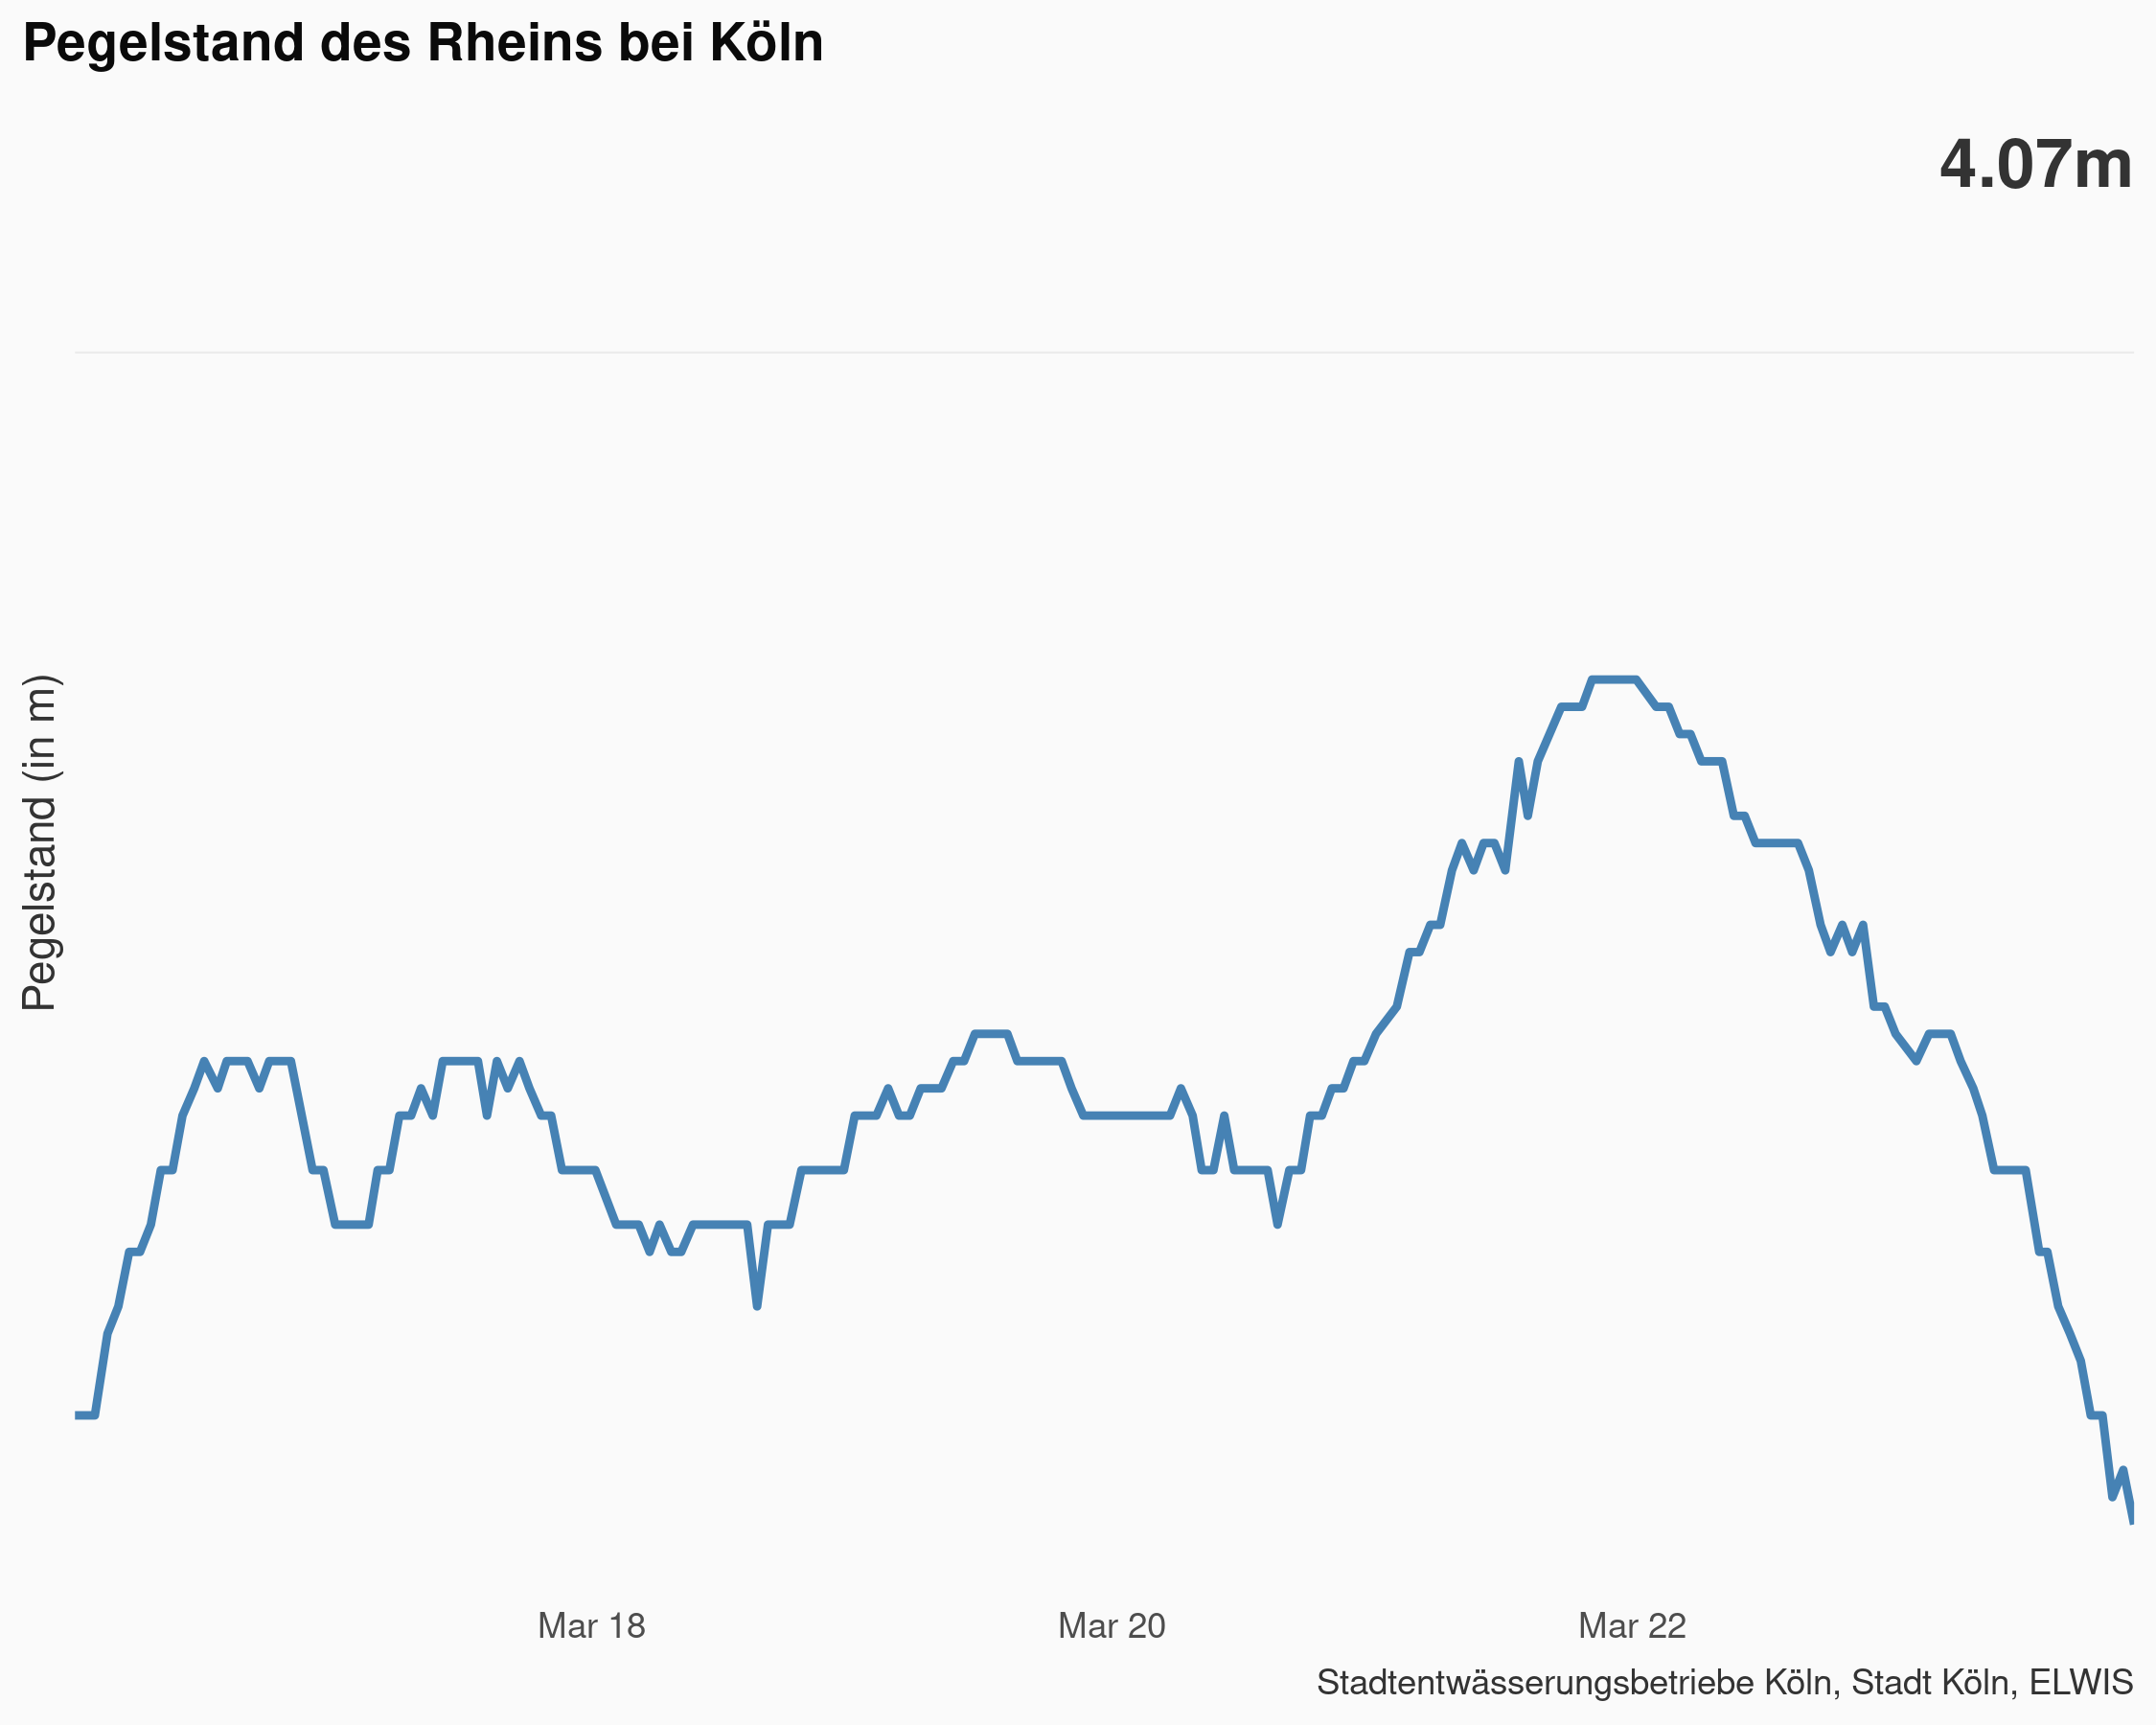 Pegelstand des Rheins bei Köln
4.07m
Pegelstand (in m)
Mar 18
Mar 20
Mar 22
Stadtentwässerungsbetriebe Köln, Stadt Köln, ELWIS